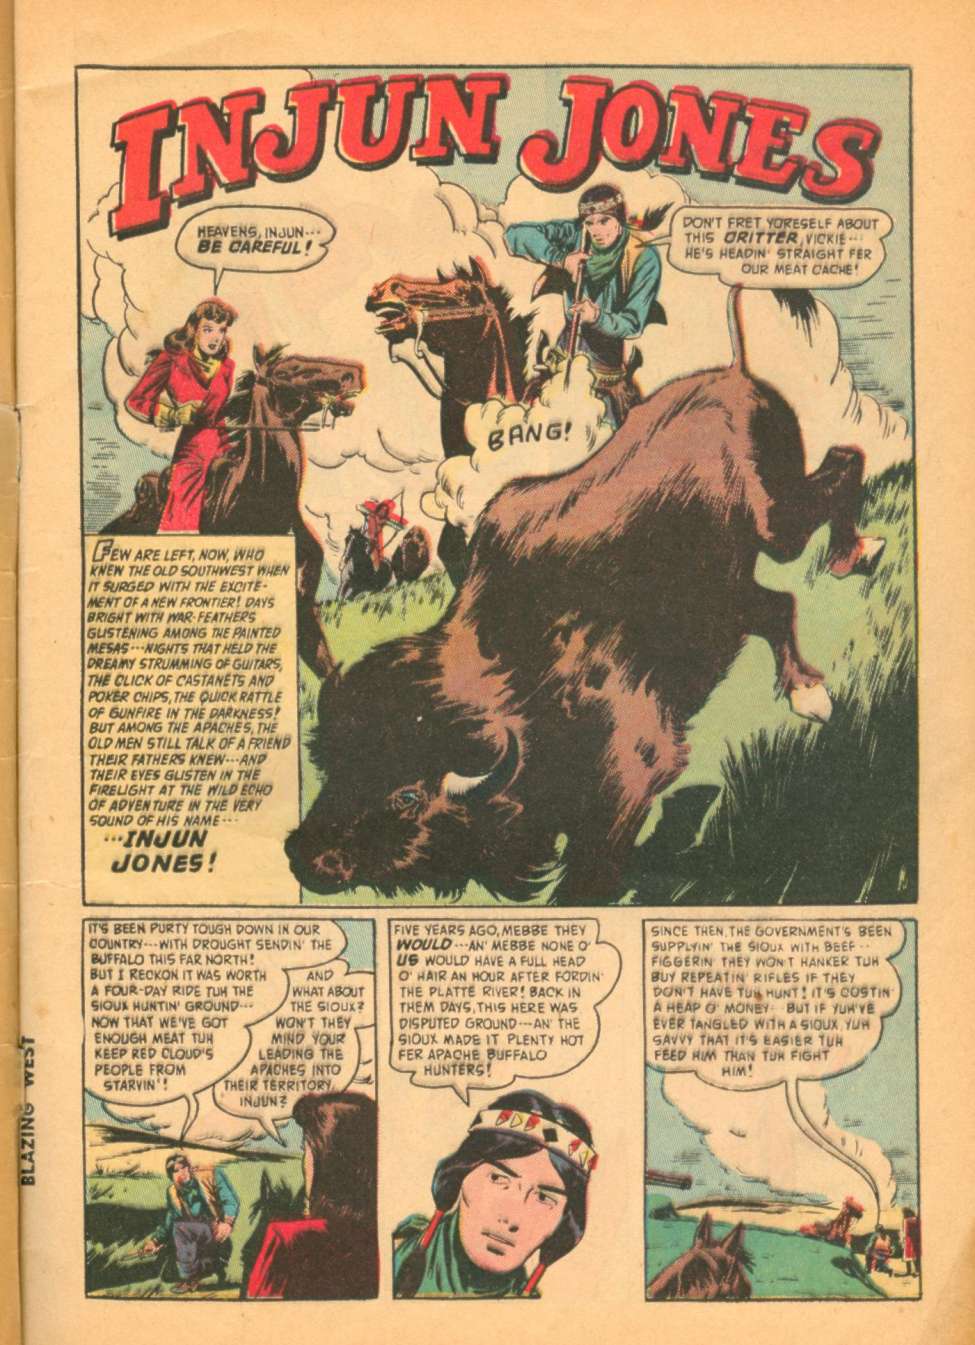 INJUN JONES
HEAVENS, INJUN---
BE CAREFUL!
DON'T FRET YORESELF ABOUT
THIS CRITTER, VICKIE---
HE'S HEADIN' STRAIGHT FER
OUR MEAT CACHE!
BANG!
FEW ARE LEFT, NOW, WHO
KNEW THE OLD SOUTHWEST WHEN
IT SURGED WITH THE EXCITE-
MENT OF A NEW FRONTIER! DAYS
BRIGHT WITH WAR-FEATHERS
GLISTENING AMONG THE PAINTED
MESAS---NIGHTS THAT HELD THE
DREAMY STRUMMING OF GUITARS,
THE CLICK OF CASTANETS AND
POKER CHIPS, THE QUICK RATTLE
OF GUNFIRE IN THE DARKNESS!
BUT AMONG THE APACHES, THE
OLD MEN STILL TALK OF A FRIEND
THEIR FATHERS KNEW---AND
THEIR EYES GLISTEN IN THE
FIRELIGHT AT THE WILD ECHO
OF ADVENTURE IN THE VERY
SOUND OF HIS NAME---
---INJUN
JONES!
IT'S BEEN PURTY TOUGH DOWN IN OUR
COUNTRY---WITH DROUGHT SENDIN' THE
BUFFALO THIS FAR NORTH!
BUT I RECKON IT WAS WORTH
A FOUR-DAY RIDE TUH THE
SIOUX HUNTIN' GROUND---
NOW THAT WE'VE GOT
ENOUGH MEAT TUH
KEEP RED CLOUD'S
PEOPLE FROM
STARVIN'!
AND
WHAT ABOUT
THE SIOUX?
WON'T THEY
MIND YOUR
LEADING THE
APACHES INTO
THEIR TERRITORY,
INJUN?
FIVE YEARS AGO, MEBBE THEY
WOULD---AN' MEBBE NONE O'
US WOULD HAVE A FULL HEAD
O' HAIR AN HOUR AFTER FORDIN'
THE PLATTE RIVER! BACK IN
THEM DAYS, THIS HERE WAS
DISPUTED GROUND---AN' THE
SIOUX MADE IT PLENTY HOT
FER APACHE BUFFALO
HUNTERS!
SINCE THEN, THE GOVERNMENT'S BEEN
SUPPLYIN' THE SIOUX WITH BEEF--
FIGGERIN' THEY WON'T HANKER TUH
BUY REPEATIN' RIFLES IF THEY
DON'T HAVE TUH HUNT! IT'S COSTIN'
A HEAP O' MONEY-- BUT IF YUH'VE
EVER TANGLED WITH A SIOUX, YUH
SAVVY THAT IT'S EASIER TUH
FEED HIM THAN TUH FIGHT
HIM!
BLAZING WEST